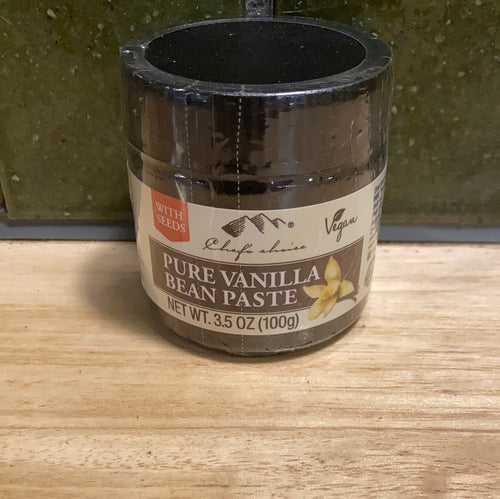 WITH
SEEDS
®
Chef's choice
Vegan
PURE VANILLA
BEAN PASTE
NET WT. 3.5 OZ (100g)